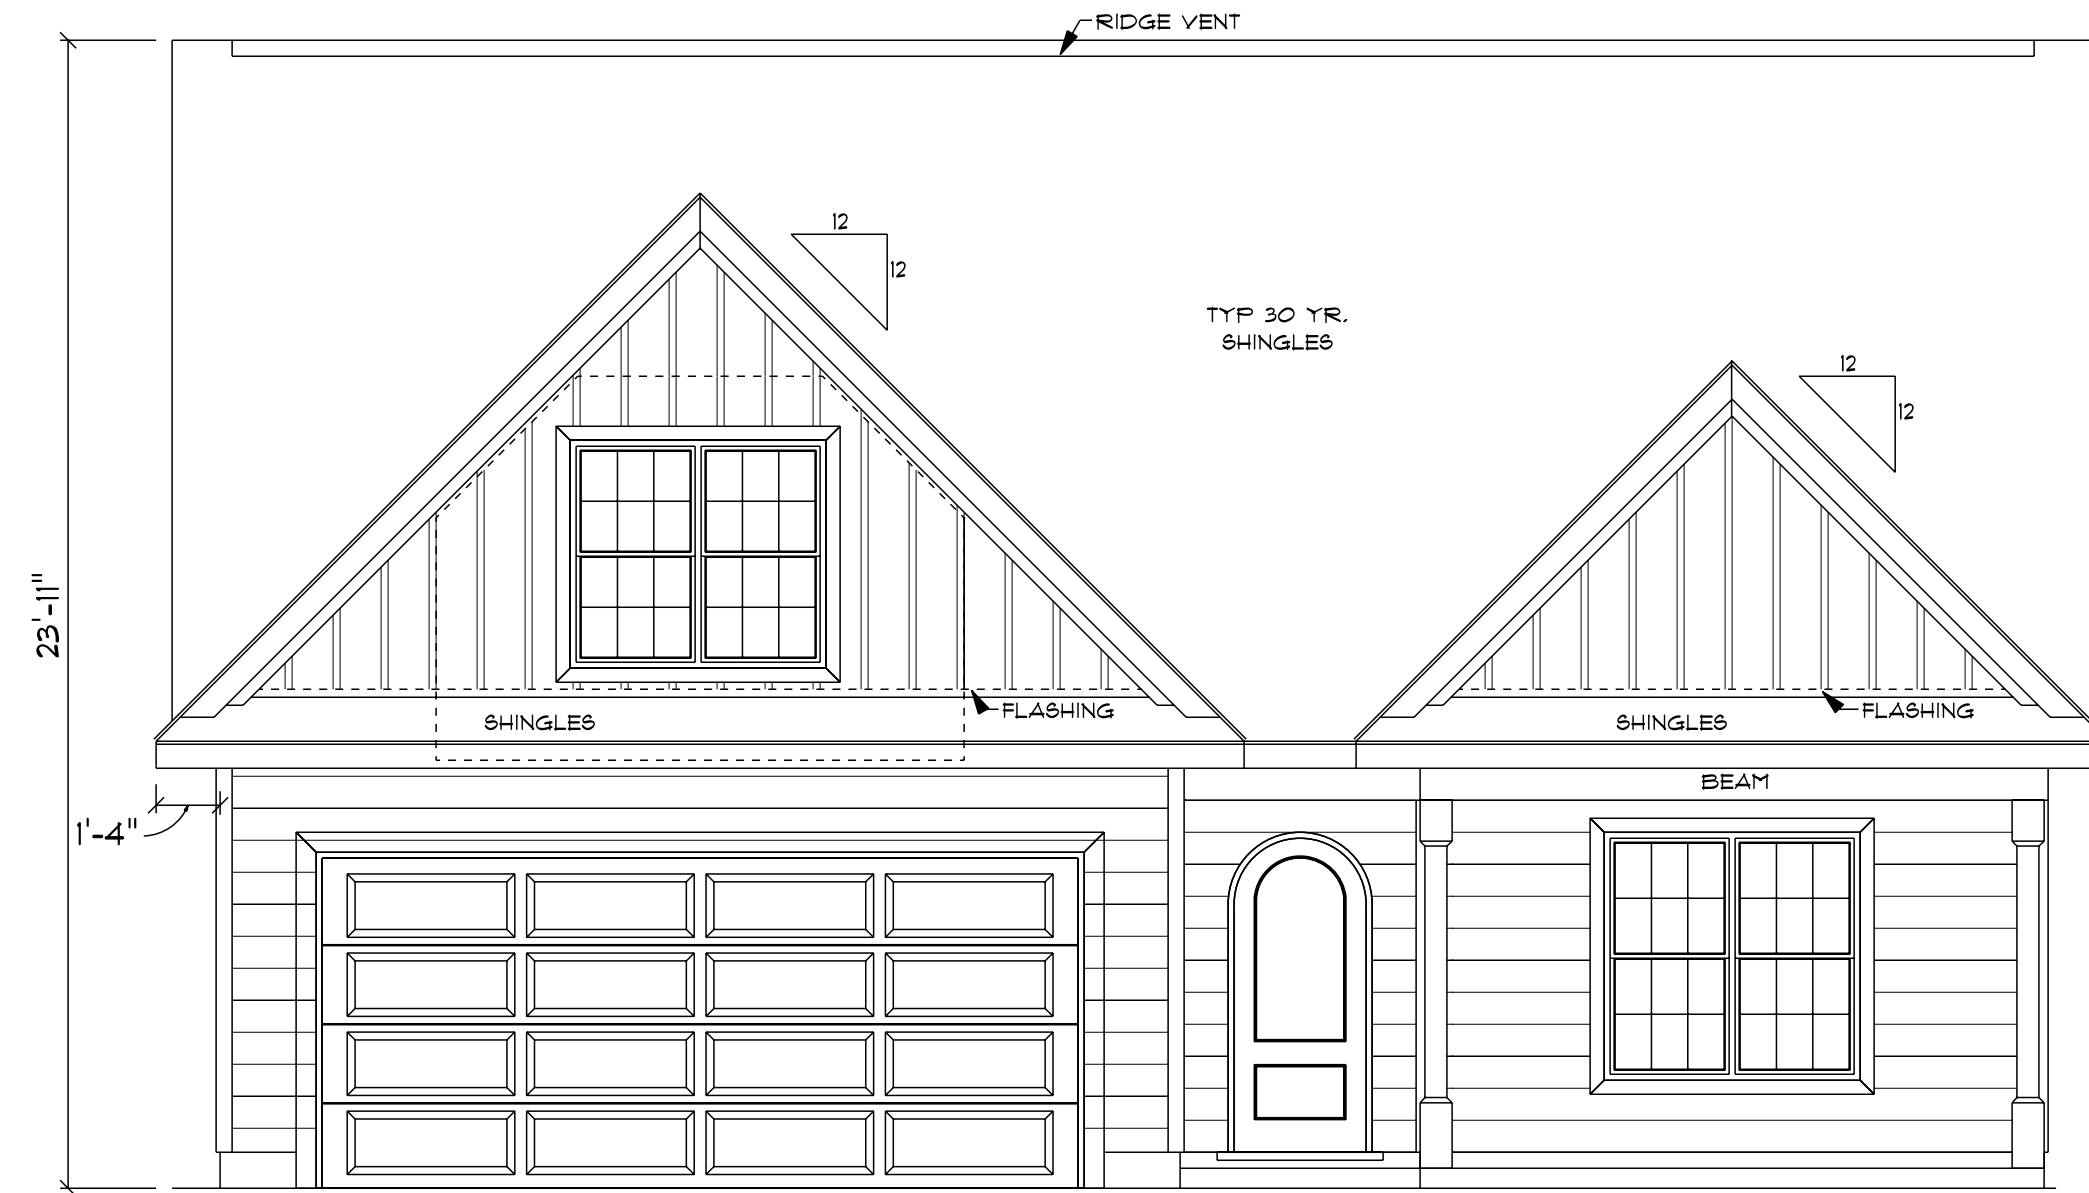 RIDGE VENT
12
12
TYP 30 YR.
SHINGLES
12
12
23'-11"
SHINGLES
FLASHING
SHINGLES
FLASHING
BEAM
1'-4"